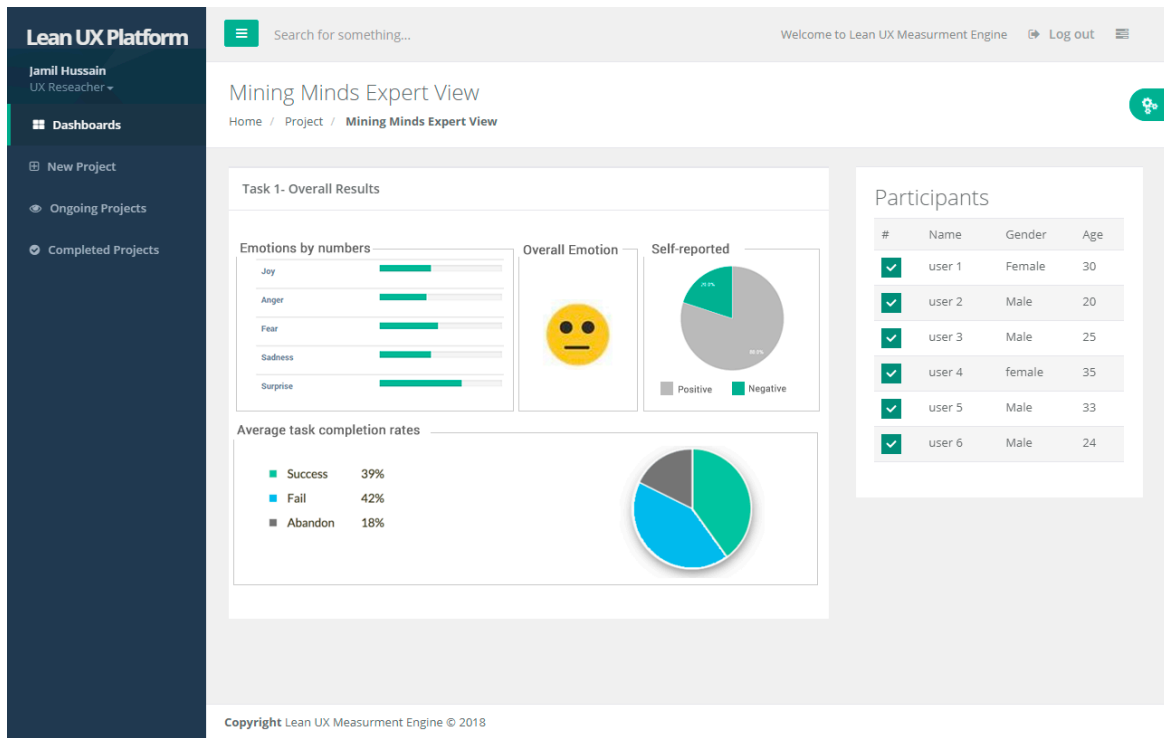 Lean UX Platform
Search for something...
Welcome to Lean UX Measurment Engine
Log out
Jamil Hussain
UX Reseacher
Dashboards
New Project
Ongoing Projects
Completed Projects
Mining Minds Expert View
Home / Project / Mining Minds Expert View
Task 1- Overall Results
Emotions by numbers
Joy
Anger
Fear
Sadness
Surprise
Overall Emotion
Self-reported
Positive
Negative
Average task completion rates
Success 39%
Fail 42%
Abandon 18%
Participants
# Name Gender Age
user 1 Female 30
user 2 Male 20
user 3 Male 25
user 4 female 35
user 5 Male 33
user 6 Male 24
Copyright Lean UX Measurment Engine © 2018